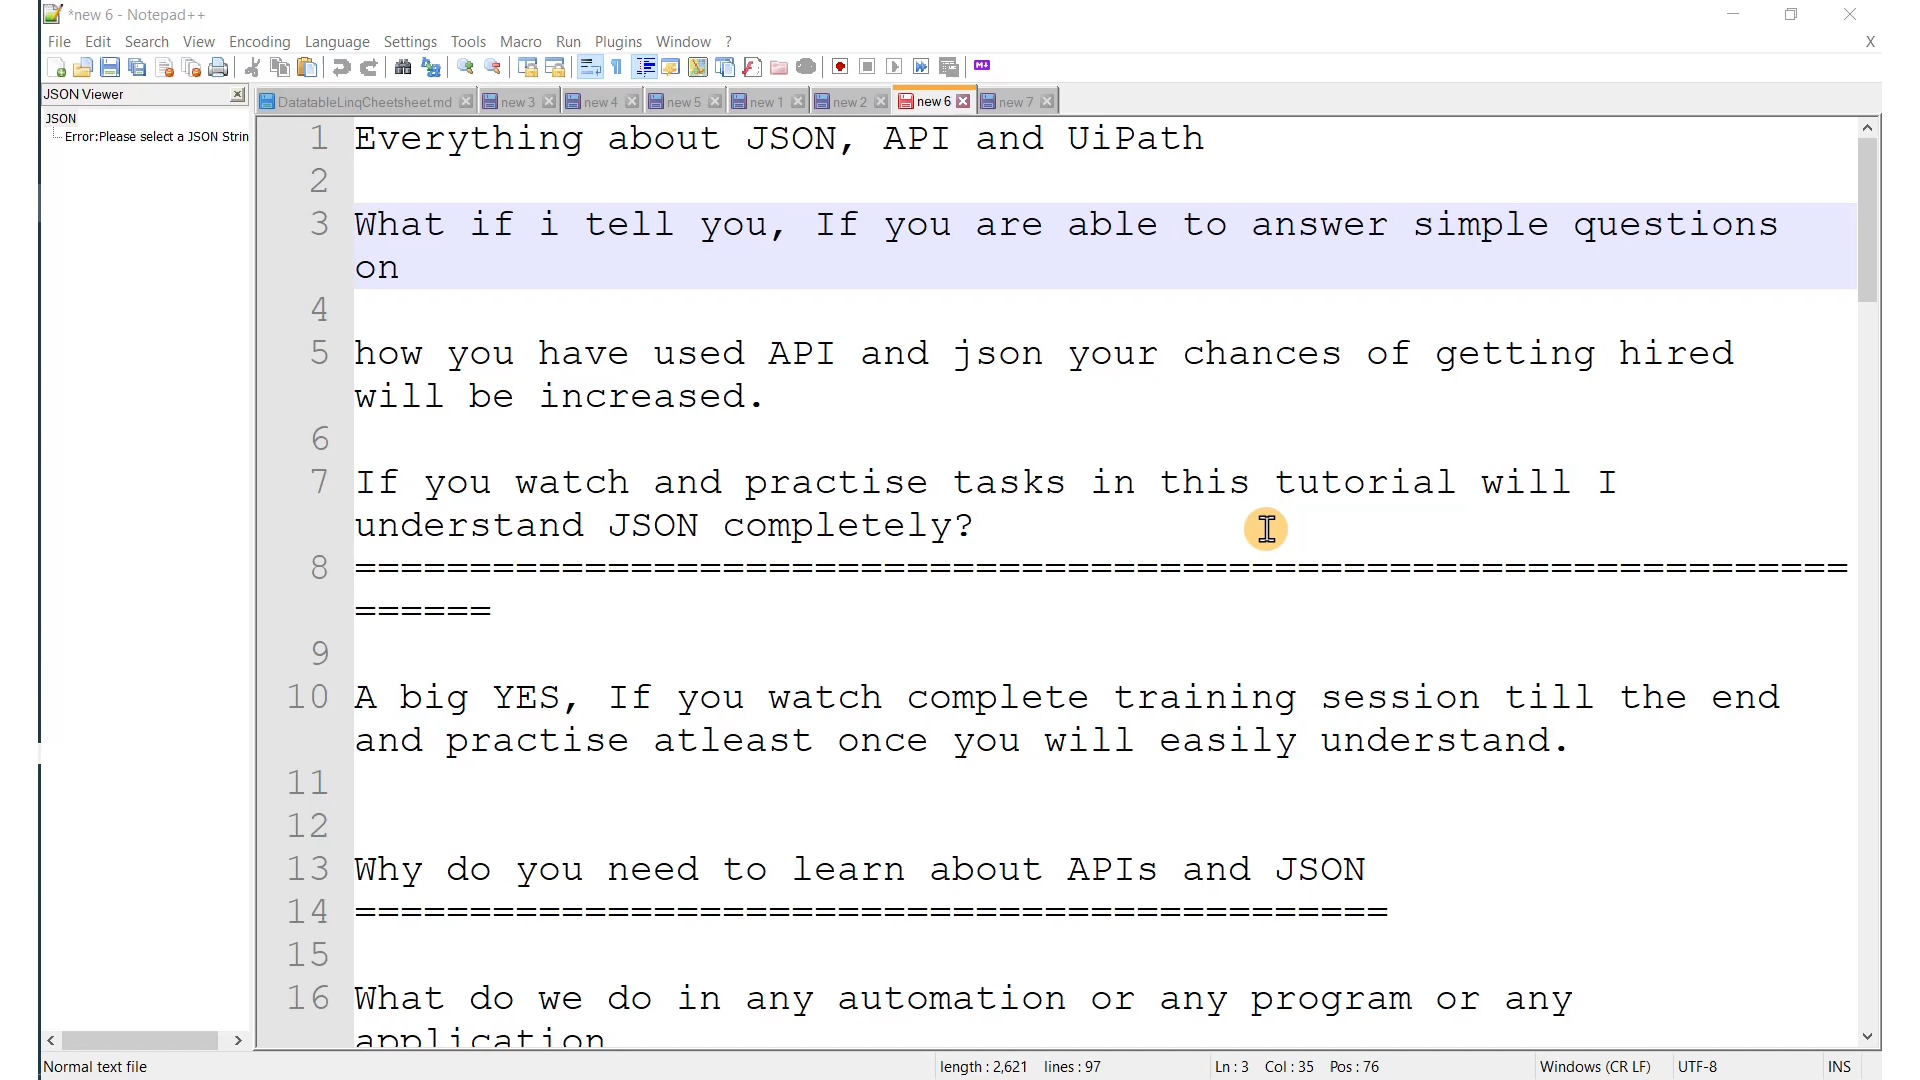 *new 6 - Notepad++
File Edit Search View Encoding Language Settings Tools Macro Run Plugins Window ? X
JSON Viewer
DatatableLinqCheetsheet.md new 3 new 4 new 5 new 1 new 2 new 6 new 7
JSON
Error:Please select a JSON Strin
1 Everything about JSON, API and UiPath
2
3 What if i tell you, If you are able to answer simple questions
on
4
5 how you have used API and json your chances of getting hired
will be increased.
6
7 If you watch and practise tasks in this tutorial will I
understand JSON completely?
8 =================================================================
======
9
10 A big YES, If you watch complete training session till the end
and practise atleast once you will easily understand.
11
12
13 Why do you need to learn about APIs and JSON
14 =============================================
15
16 What do we do in any automation or any program or any
application
Normal text file length : 2,621 lines : 97 Ln : 3 Col : 35 Pos : 76 Windows (CR LF) UTF-8 INS